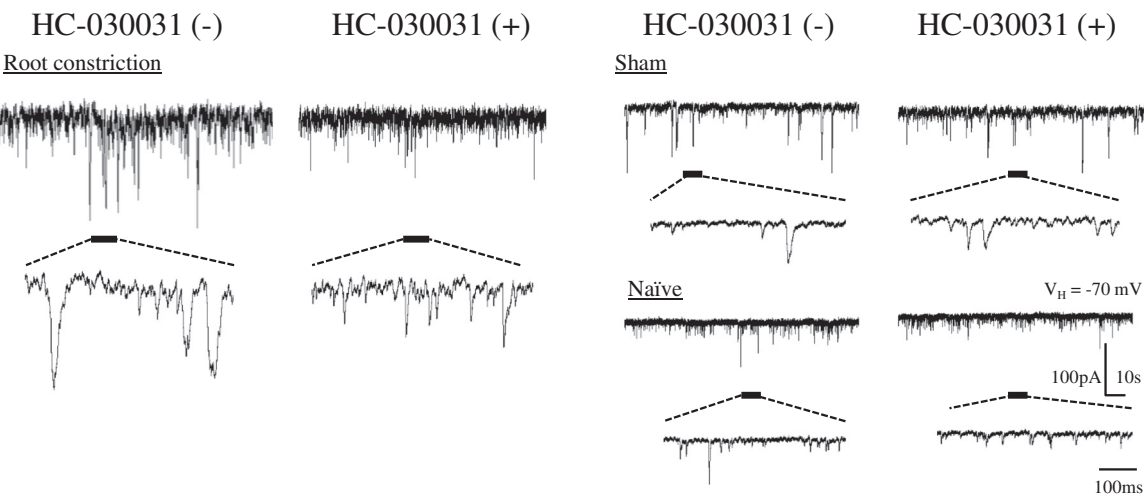 HC-030031 (-) HC-030031 (+) HC-030031 (-) HC-030031 (+)
Root constriction Sham
Naïve V_H = -70 mV
100pA 10s
100ms